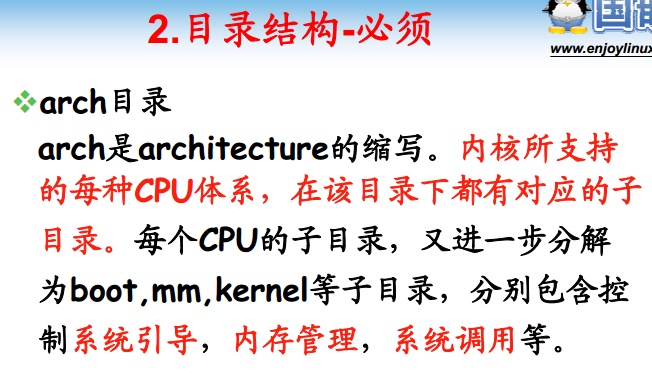 2.目录结构-必须
www.enjoylinux
arch目录
arch是architecture的缩写。内核所支持
的每种CPU体系，在该目录下都有对应的子
目录。每个CPU的子目录，又进一步分解
为boot,mm,kernel等子目录，分别包含控
制系统引导，内存管理，系统调用等。